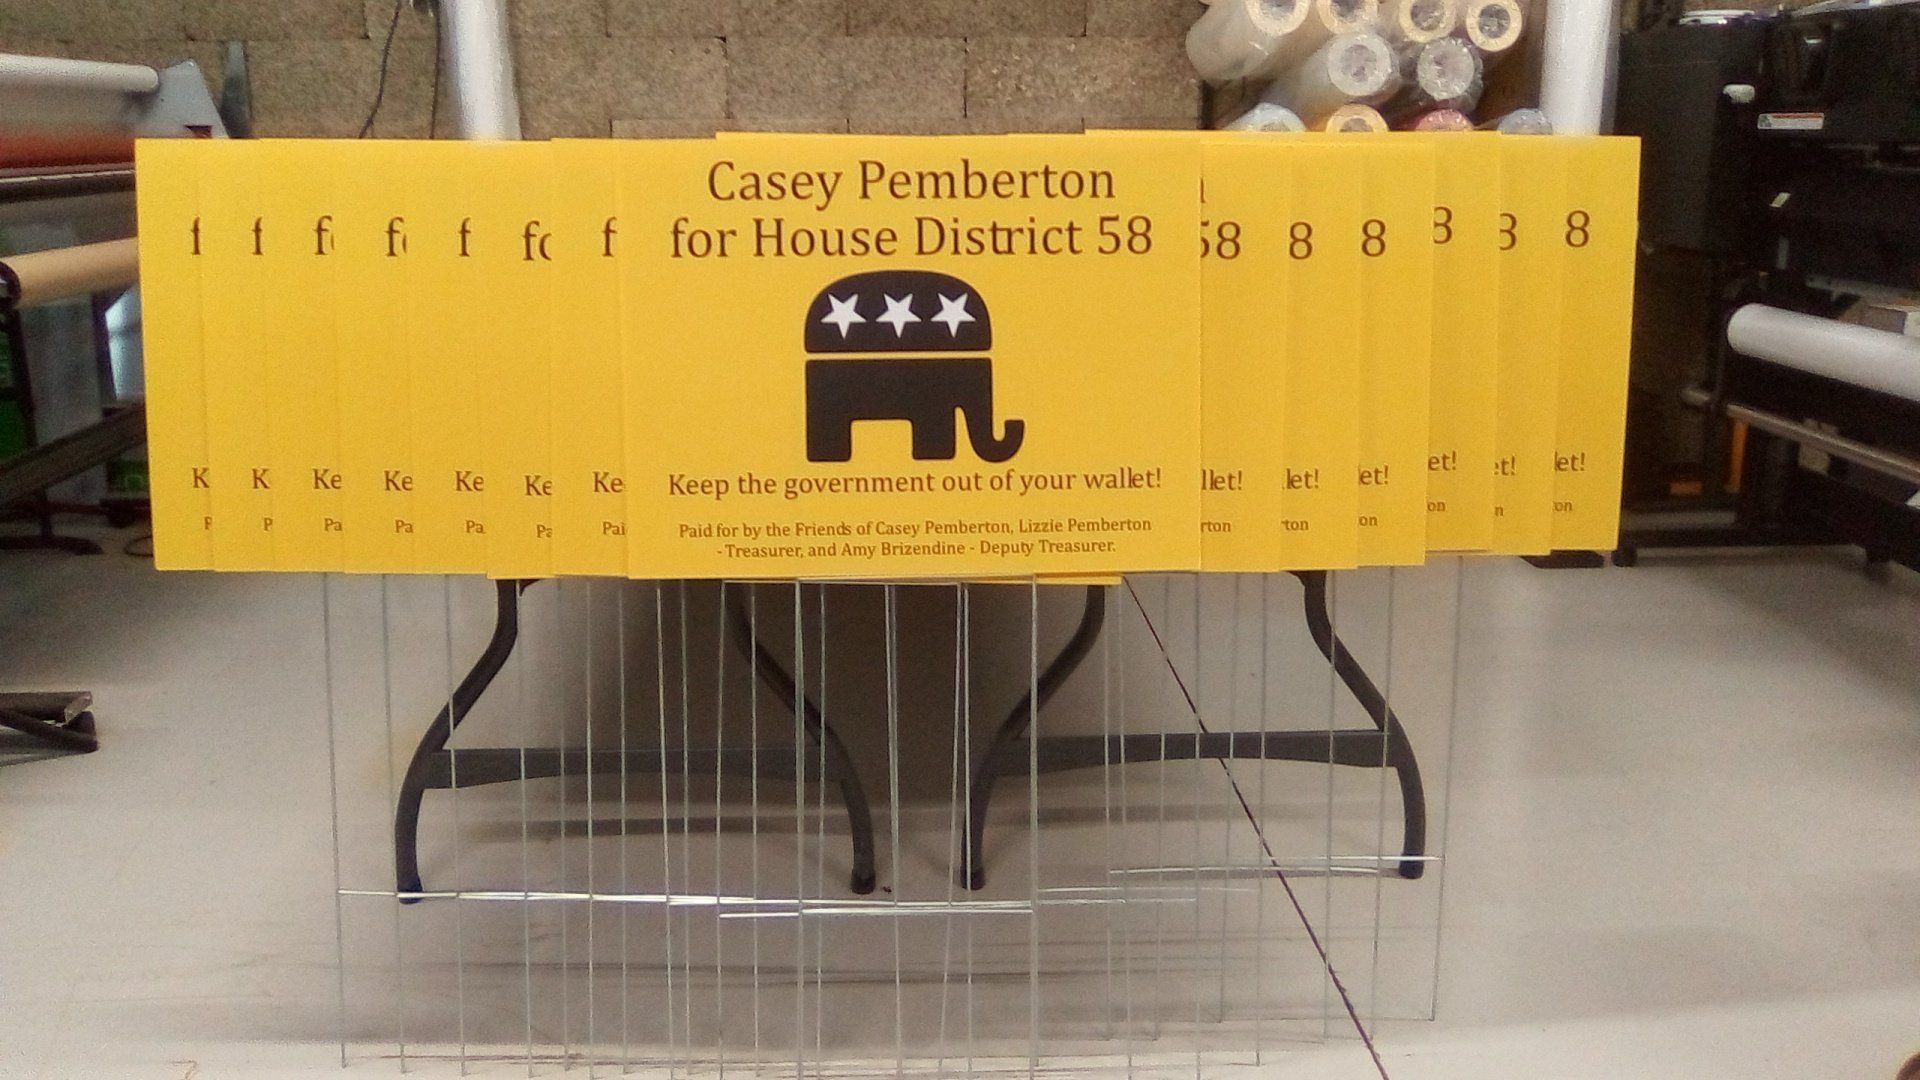 Casey Pemberton
for House District 58
Keep the government out of your wallet!
Paid for by the Friends of Casey Pemberton, Lizzie Pemberton
- Treasurer, and Amy Brizendine - Deputy Treasurer.